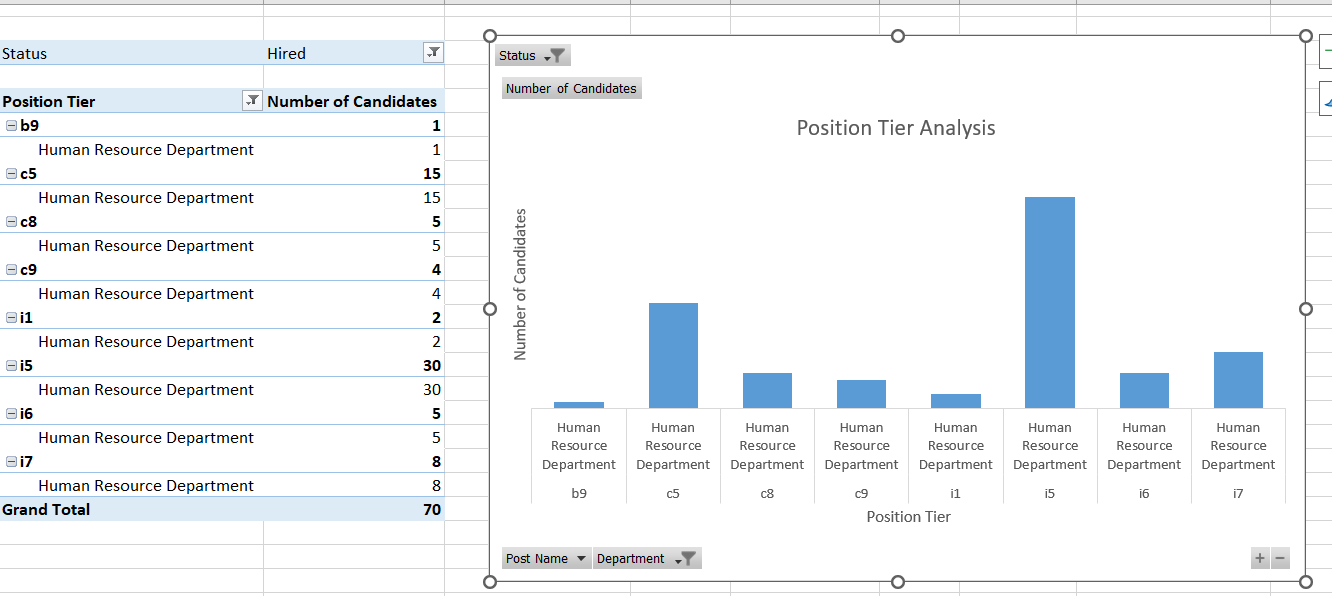 Status Hired
Position Tier Number of Candidates
b9 1
Human Resource Department 1
c5 15
Human Resource Department 15
c8 5
Human Resource Department 5
c9 4
Human Resource Department 4
i1 2
Human Resource Department 2
i5 30
Human Resource Department 30
i6 5
Human Resource Department 5
i7 8
Human Resource Department 8
Grand Total 70
Status
Number of Candidates
Position Tier Analysis
Number of Candidates
Human Human Human Human Human Human Human Human
Resource Resource Resource Resource Resource Resource Resource Resource
Department Department Department Department Department Department Department Department
b9 c5 c8 c9 i1 i5 i6 i7
Position Tier
Post Name Department